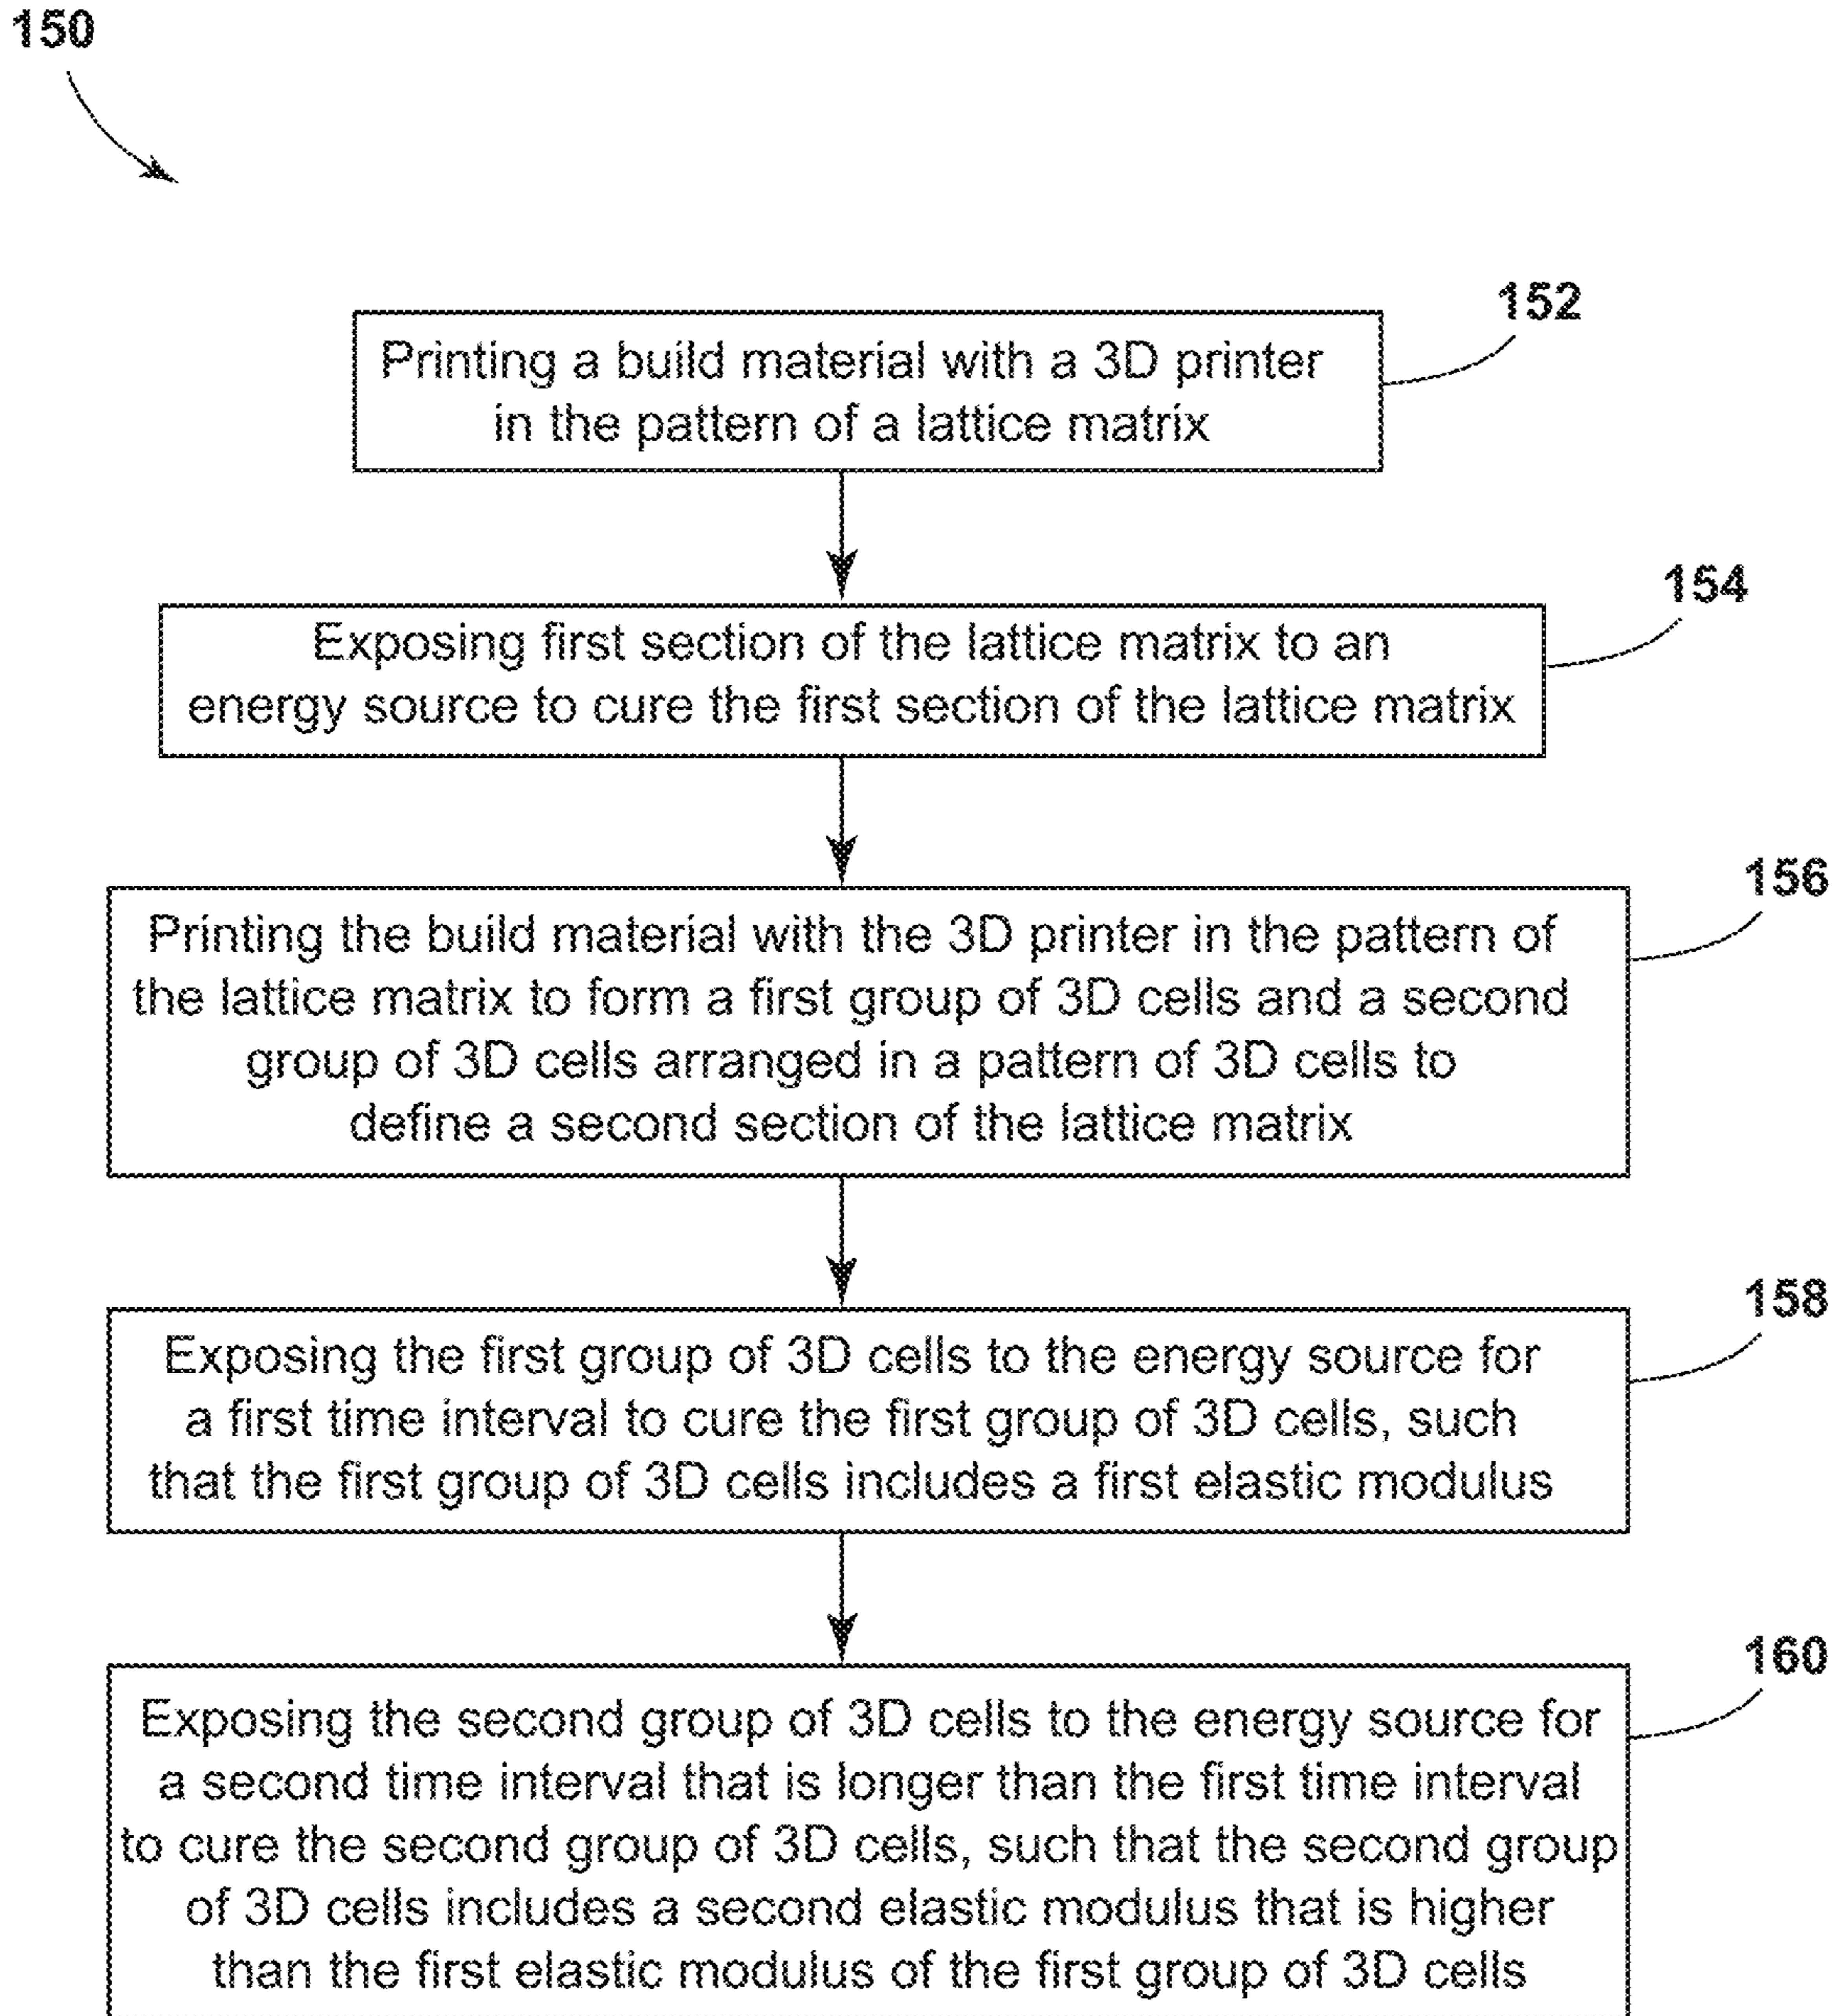 150
152
Printing a build material with a 3D printer
in the pattern of a lattice matrix
154
Exposing first section of the lattice matrix to an
energy source to cure the first section of the lattice matrix
156
Printing the build material with the 3D printer in the pattern of
the lattice matrix to form a first group of 3D cells and a second
group of 3D cells arranged in a pattern of 3D cells to
define a second section of the lattice matrix
158
Exposing the first group of 3D cells to the energy source for
a first time interval to cure the first group of 3D cells, such
that the first group of 3D cells includes a first elastic modulus
160
Exposing the second group of 3D cells to the energy source for
a second time interval that is longer than the first time interval
to cure the second group of 3D cells, such that the second group
of 3D cells includes a second elastic modulus that is higher
than the first elastic modulus of the first group of 3D cells